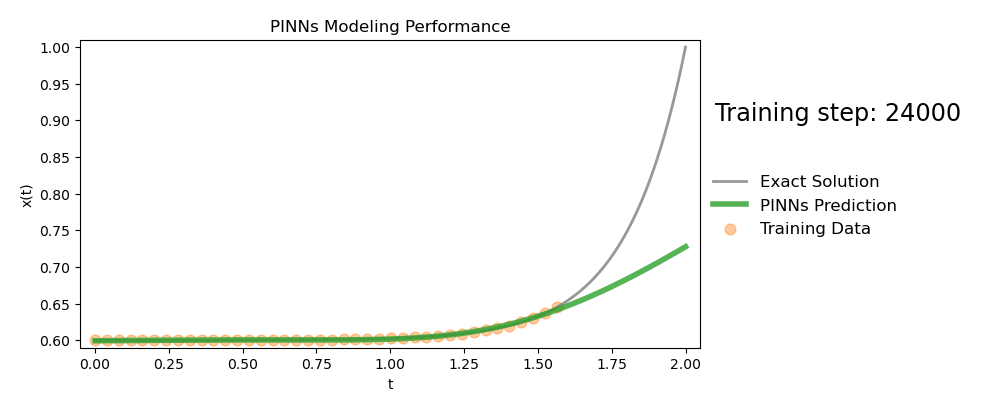 PINNs Modeling Performance
x(t)
1.00
0.95
0.90
0.85
0.80
0.75
0.70
0.65
0.60
0.00 0.25 0.50 0.75 1.00 1.25 1.50 1.75 2.00
t
Training step: 24000
Exact Solution
PINNs Prediction
Training Data